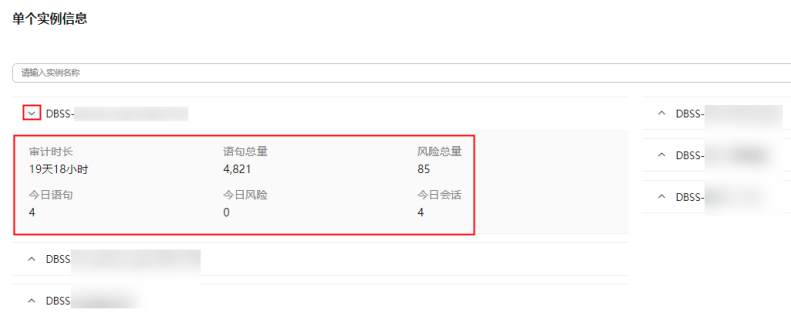 单个实例信息
请输入实例名称
DBSS-
审计时长 语句总量 风险总量
19天18小时 4,821 85
今日语句 今日风险 今日会话
4 0 4
DBSS
DBSS
DBSS-
DBSS-
DBSS-